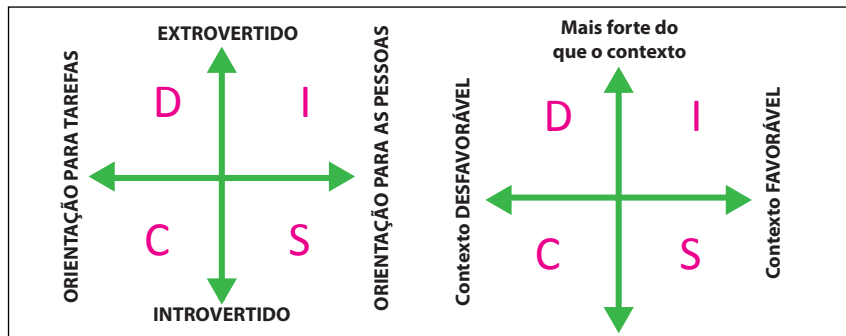 EXTROVERTIDO
ORIENTAÇÃO PARA TAREFAS
D
I
C
S
ORIENTAÇÃO PARA AS PESSOAS
INTROVERTIDO
Mais forte do
que o contexto
Contexto DESFAVORÁVEL
D
I
C
S
Contexto FAVORÁVEL